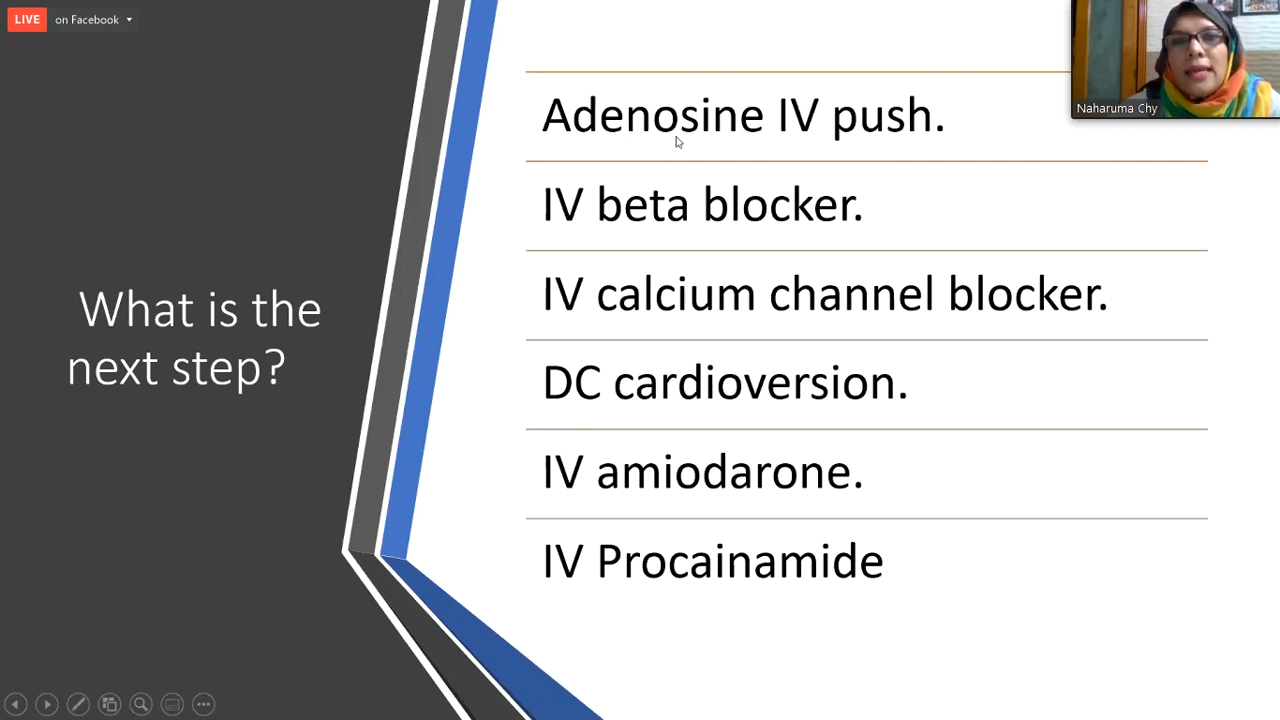 LIVE on Facebook
Naharuma Chy
What is the
next step?
Adenosine IV push.
IV beta blocker.
IV calcium channel blocker.
DC cardioversion.
IV amiodarone.
IV Procainamide